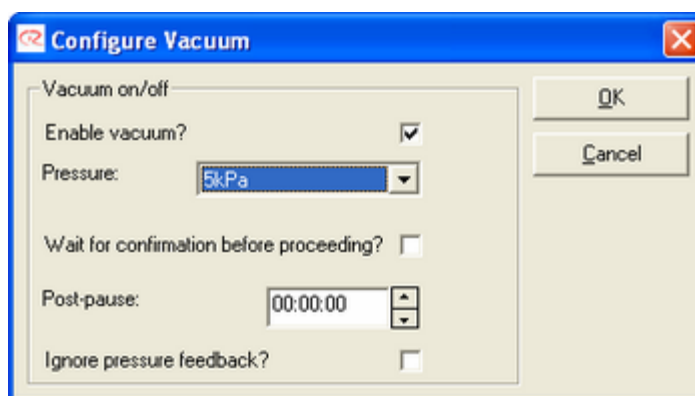 Configure Vacuum
Vacuum on/off
Enable vacuum?
Pressure: 5kPa
Wait for confirmation before proceeding?
Post-pause: 00:00:00
Ignore pressure feedback?
OK
Cancel